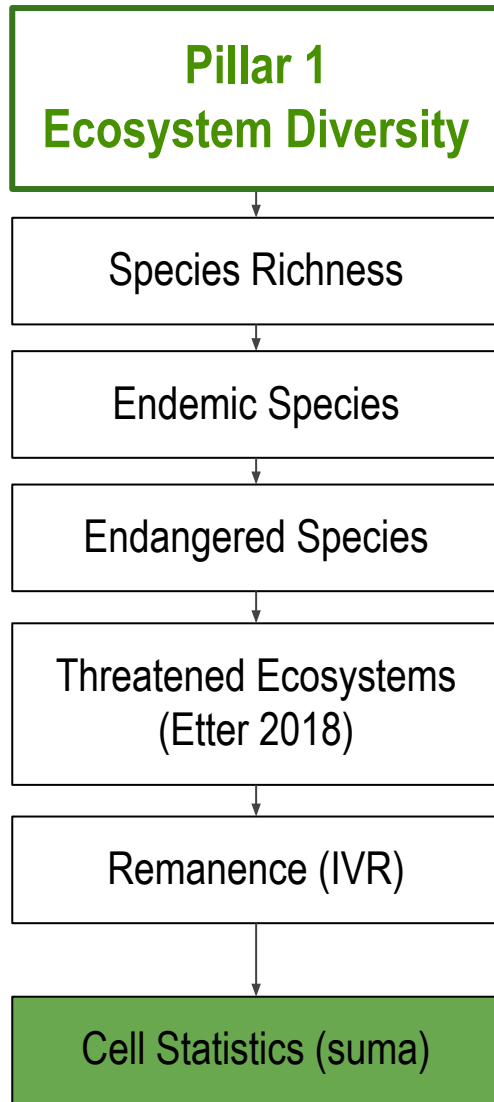 Pillar 1
Ecosystem Diversity
Species Richness
Endemic Species
Endangered Species
Threatened Ecosystems
(Etter 2018)
Remanence (IVR)
Cell Statistics (suma)